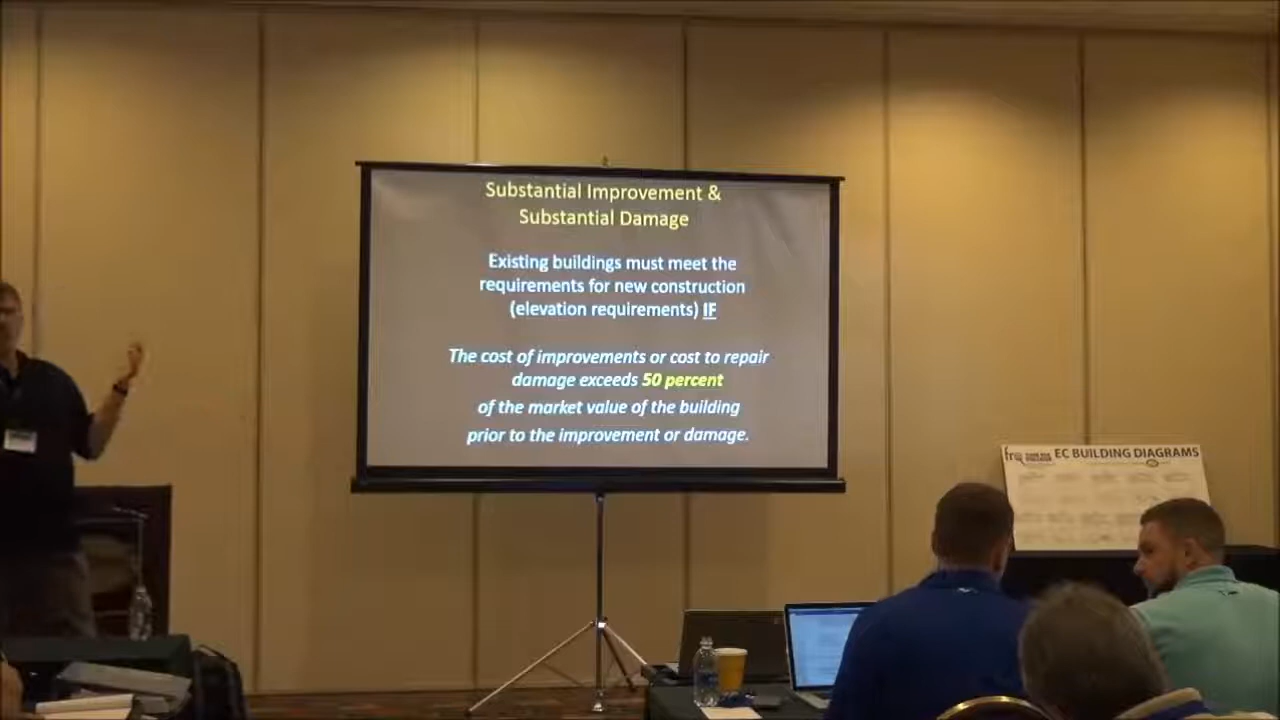 Substantial Improvement &
Substantial Damage
Existing buildings must meet the
requirements for new construction
(elevation requirements) IF
The cost of improvements or cost to repair
damage exceeds 50 percent
of the market value of the building
prior to the improvement or damage.
EC BUILDING DIAGRAMS